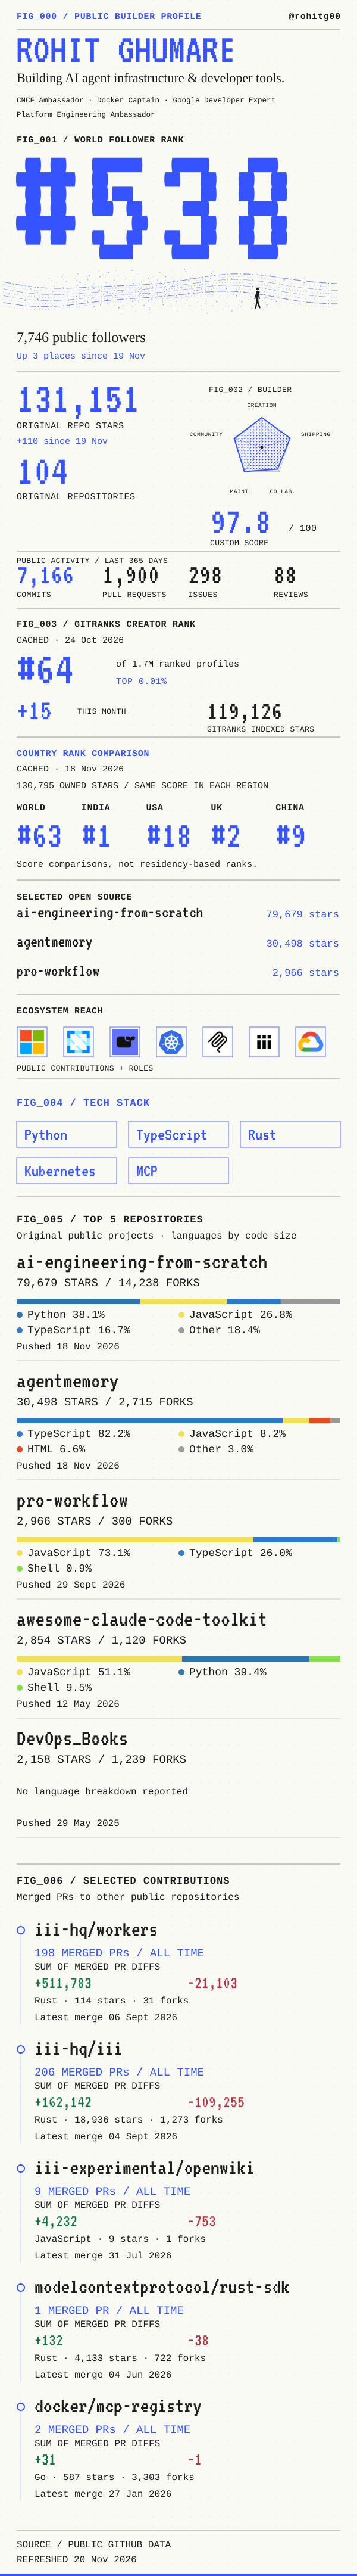 FIG_000 / PUBLIC BUILDER PROFILE @rohitg00
ROHIT GHUMARE
Building AI agent infrastructure & developer tools.
CNCF Ambassador · Docker Captain · Google Developer Expert
Platform Engineering Ambassador
FIG_001 / WORLD FOLLOWER RANK
#538
7,746 public followers
Up 3 places since 19 Nov
131,151
ORIGINAL REPO STARS
+110 since 19 Nov
104
ORIGINAL REPOSITORIES
FIG_002 / BUILDER
CREATION
COMMUNITY SHIPPING
MAINT. COLLAB.
97.8 / 100
CUSTOM SCORE
PUBLIC ACTIVITY / LAST 365 DAYS
7,166 1,900 298 88
COMMITS PULL REQUESTS ISSUES REVIEWS
FIG_003 / GITRANKS CREATOR RANK
CACHED · 24 Oct 2026
#64 of 1.7M ranked profiles
TOP 0.01%
+15 THIS MONTH 119,126
GITRANKS INDEXED STARS
COUNTRY RANK COMPARISON
CACHED · 18 Nov 2026
130,795 OWNED STARS / SAME SCORE IN EACH REGION
WORLD INDIA USA UK CHINA
#63 #1 #18 #2 #9
Score comparisons, not residency-based ranks.
SELECTED OPEN SOURCE
ai-engineering-from-scratch 79,679 stars
agentmemory 30,498 stars
pro-workflow 2,966 stars
ECOSYSTEM REACH
PUBLIC CONTRIBUTIONS + ROLES
FIG_004 / TECH STACK
Python TypeScript Rust
Kubernetes MCP
FIG_005 / TOP 5 REPOSITORIES
Original public projects · languages by code size
ai-engineering-from-scratch
79,679 STARS / 14,238 FORKS
Python 38.1% JavaScript 26.8%
TypeScript 16.7% Other 18.4%
Pushed 18 Nov 2026
agentmemory
30,498 STARS / 2,715 FORKS
TypeScript 82.2% JavaScript 8.2%
HTML 6.6% Other 3.0%
Pushed 18 Nov 2026
pro-workflow
2,966 STARS / 300 FORKS
JavaScript 73.1% TypeScript 26.0%
Shell 0.9%
Pushed 29 Sept 2026
awesome-claude-code-toolkit
2,854 STARS / 1,120 FORKS
JavaScript 51.1% Python 39.4%
Shell 9.5%
Pushed 12 May 2026
DevOps_Books
2,158 STARS / 1,239 FORKS
No language breakdown reported
Pushed 29 May 2025
FIG_006 / SELECTED CONTRIBUTIONS
Merged PRs to other public repositories
iii-hq/workers
198 MERGED PRs / ALL TIME
SUM OF MERGED PR DIFFS
+511,783 -21,103
Rust · 114 stars · 31 forks
Latest merge 06 Sept 2026
iii-hq/iii
206 MERGED PRs / ALL TIME
SUM OF MERGED PR DIFFS
+162,142 -109,255
Rust · 18,936 stars · 1,273 forks
Latest merge 04 Sept 2026
iii-experimental/openwiki
9 MERGED PRs / ALL TIME
SUM OF MERGED PR DIFFS
+4,232 -753
JavaScript · 9 stars · 1 forks
Latest merge 31 Jul 2026
modelcontextprotocol/rust-sdk
1 MERGED PR / ALL TIME
SUM OF MERGED PR DIFFS
+132 -38
Rust · 4,133 stars · 722 forks
Latest merge 04 Jun 2026
docker/mcp-registry
2 MERGED PRs / ALL TIME
SUM OF MERGED PR DIFFS
+31 -1
Go · 587 stars · 3,303 forks
Latest merge 27 Jan 2026
SOURCE / PUBLIC GITHUB DATA
REFRESHED 20 Nov 2026